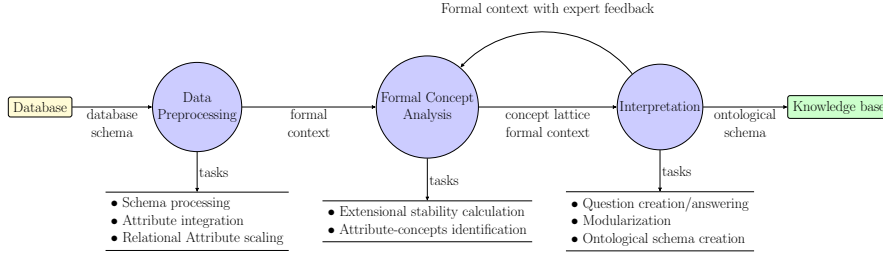 Formal context with expert feedback
Database
database
schema
Data
Preprocessing
formal
context
Formal Concept
Analysis
concept lattice
formal context
Interpretation
ontological
schema
Knowledge base
tasks
• Schema processing
• Attribute integration
• Relational Attribute scaling
tasks
• Extensional stability calculation
• Attribute-concepts identification
tasks
• Question creation/answering
• Modularization
• Ontological schema creation